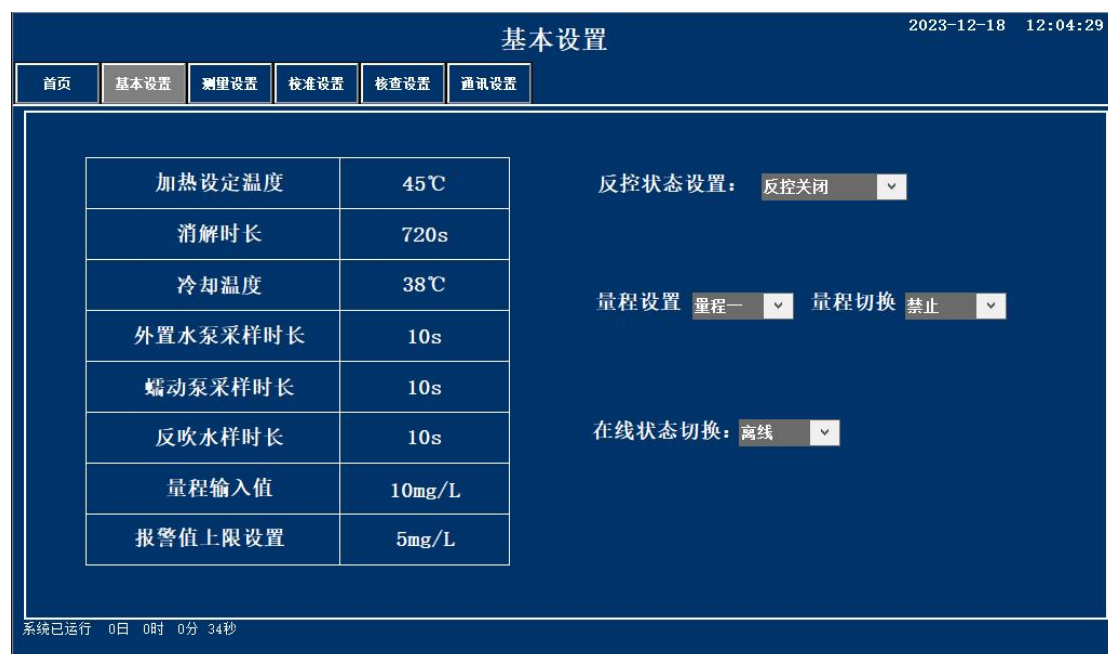 基本设置
2023-12-18 12:04:29
首页 基本设置 测量设置 校准设置 核查设置 通讯设置
加热设定温度 45℃
消解时长 720s
冷却温度 38℃
外置水泵采样时长 10s
蠕动泵采样时长 10s
反吹水样时长 10s
量程输入值 10mg/L
报警值上限设置 5mg/L
反控状态设置： 反控关闭
量程设置 量程一 量程切换 禁止
在线状态切换： 离线
系统已运行 0日 0时 0分 34秒